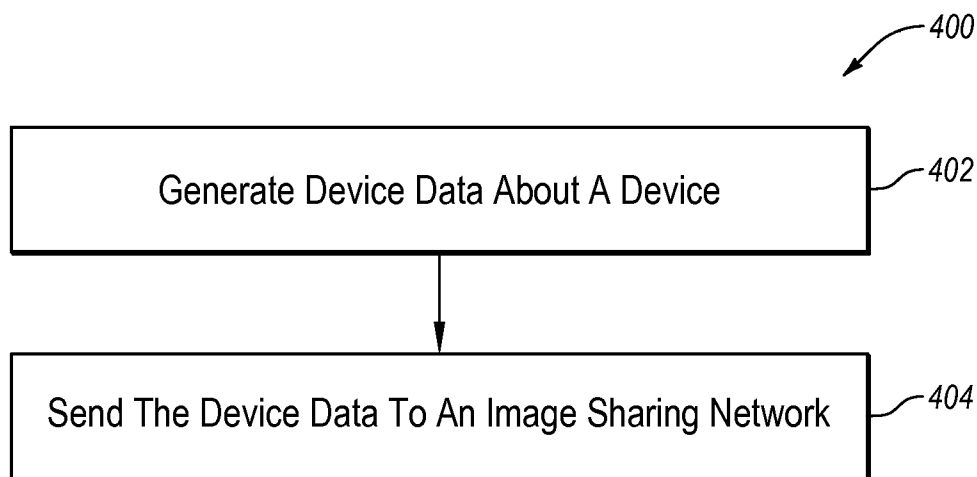 400
Generate Device Data About A Device
402
Send The Device Data To An Image Sharing Network
404